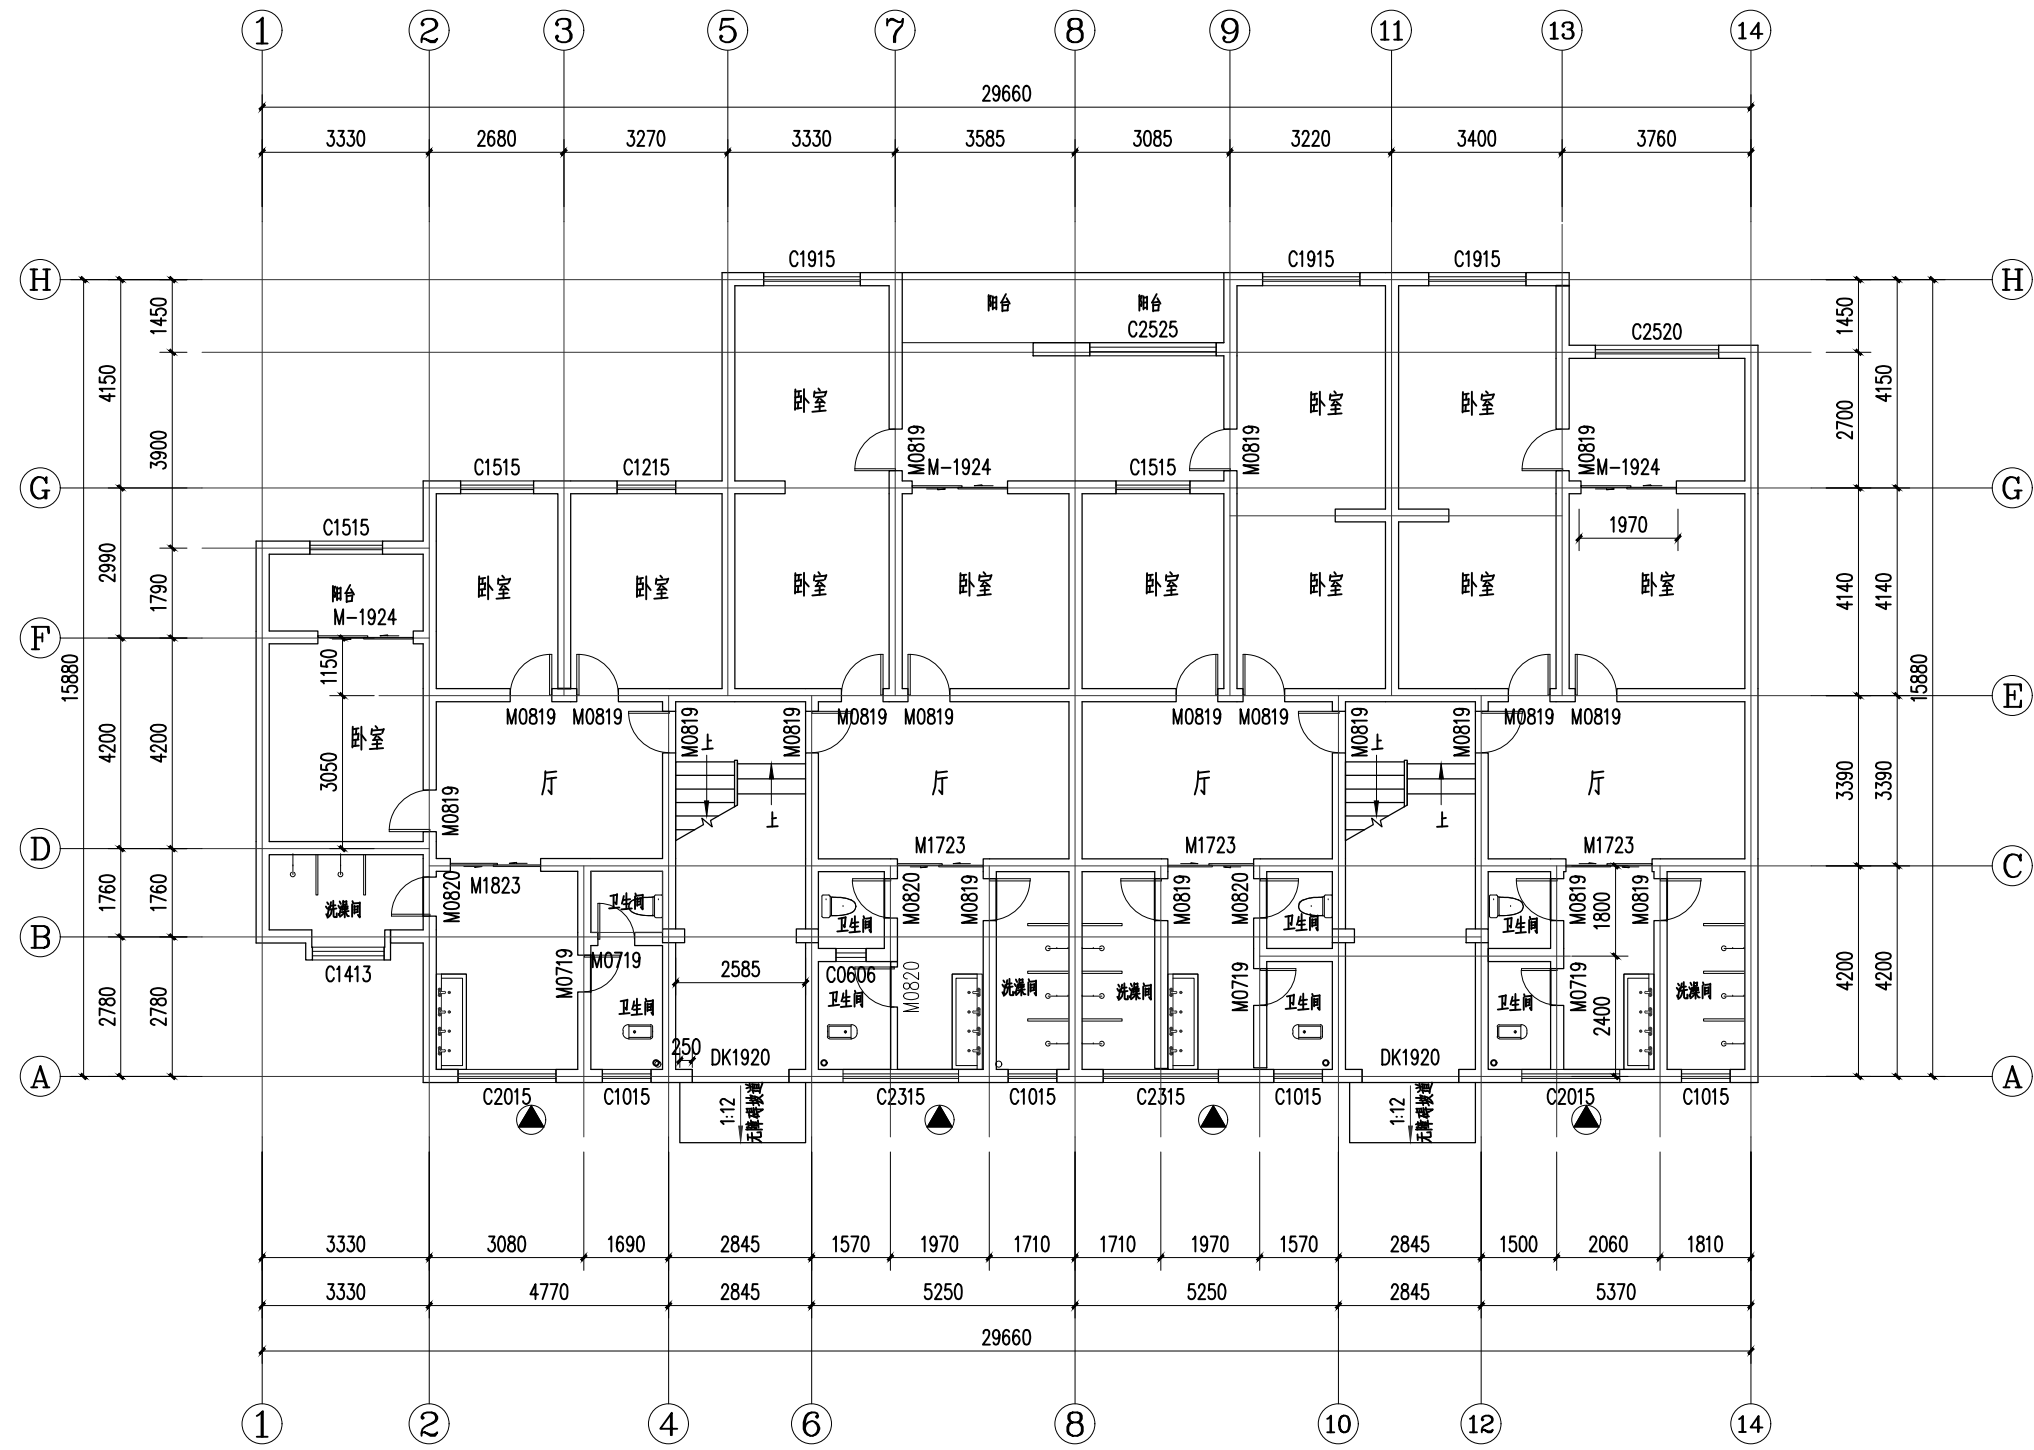 1 2 3 5 7 8 9 11 13 14
29660
3330 2680 3270 3330 3585 3085 3220 3400 3760
C1915 C1915 C1915
H H
阳台 阳台
1450 1450
C2525 C2520
4150 4150
2700
卧室 卧室 卧室
3900
M0819 M0819 M0819
C1515 C1215 M-1924 C1515 M-1924
G G
C1515 1970
2990 1790 4140 4140
阳台 卧室 卧室 卧室 卧室 卧室 卧室 卧室 卧室
M-1924
F
15880 1150 15880
E
M0819 M0819 M0819 M0819 M0819 M0819 M0819 M0819
M0819 M0819 M0819 M0819
卧室 上 上
4200 4200 3050 3390 3390
厅 厅 厅 厅
M0819 上 上
M1723 M1723 M1723
D C
M1823
1760 1760 M0820 M0820 M0819 M0819 M0820 M0819 M0819 1800
洗澡间 卫生间 卫生间 卫生间 卫生间
B
M0719 M0719 2585 C0606 M0820 M0719 M0719
C1413
2780 2780 卫生间 卫生间 洗澡间 洗澡间 卫生间 卫生间 洗澡间 4200 4200
2400
250 DK1920 DK1920
A A
C2015 C1015 C2315 C1015 C2315 C1015 C2015 C1015
1:12 无障碍坡道 1:12 无障碍坡道
3330 3080 1690 2845 1570 1970 1710 1710 1970 1570 2845 1500 2060 1810
3330 4770 2845 5250 5250 2845 5370
29660
1 2 4 6 8 10 12 14